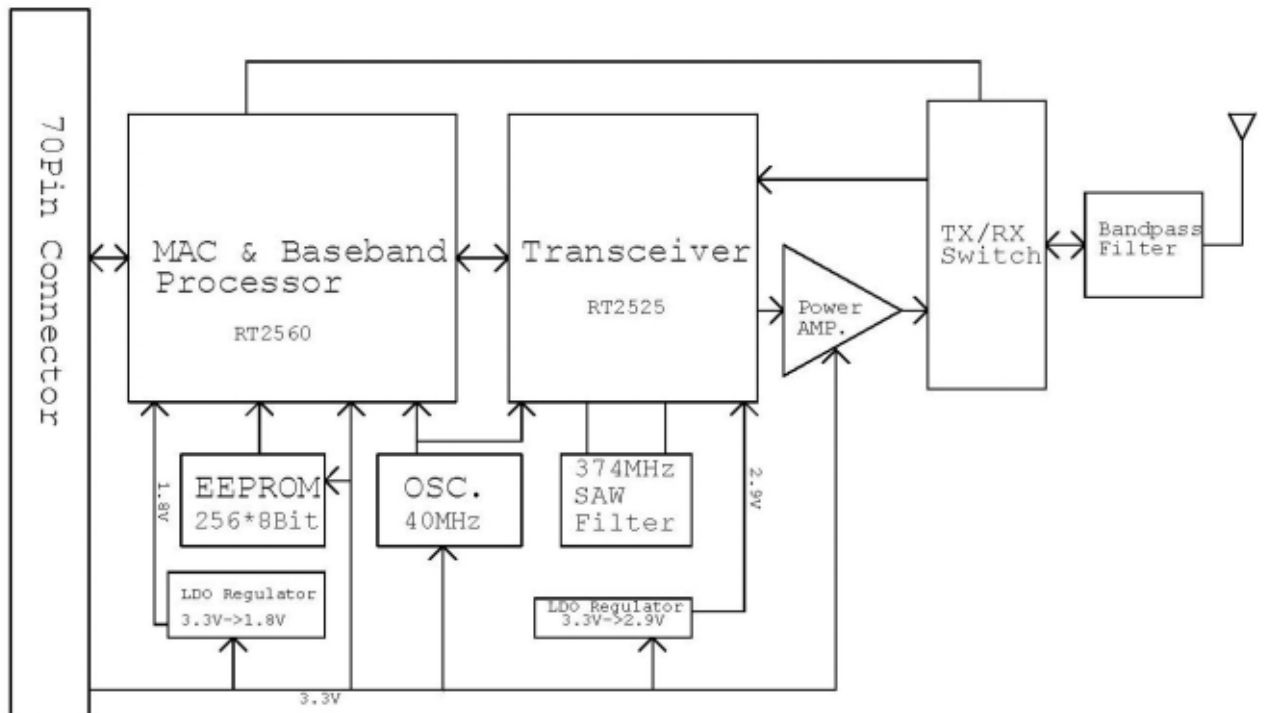 70Pin Connector
MAC & Baseband
Processor
RT2560
Transceiver
RT2525
Power
AMP.
TX/RX
Switch
Bandpass
Filter
1.8V
EEPROM
256*8Bit
OSC.
40MHz
374MHz
SAW
Filter
2.9V
LDO Regulator
3.3V->1.8V
LDO Regulator
3.3V->2.9V
3.3V